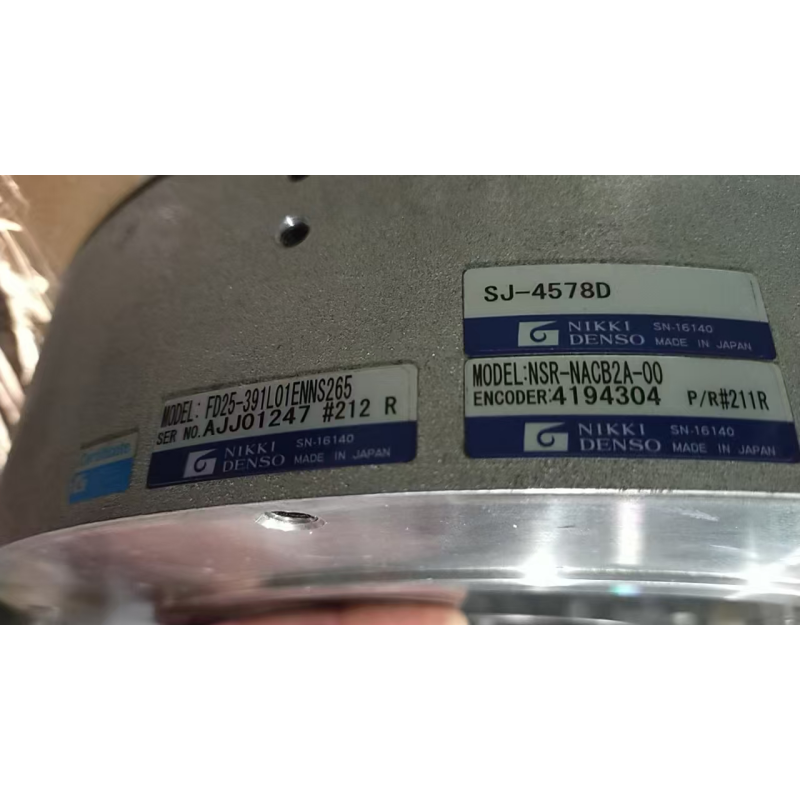 SJ-4578D
NIKKI DENSO SN-16140 MADE IN JAPAN
MODEL:NSR-NACB2A-00
ENCODER:4194304 P/R#211R
NIKKI DENSO SN-16140 MADE IN JAPAN
MODEL: FD25-391L01ENNS265
SER NO.AJJ01247 #212 R
NIKKI DENSO SN-16140 MADE IN JAPAN